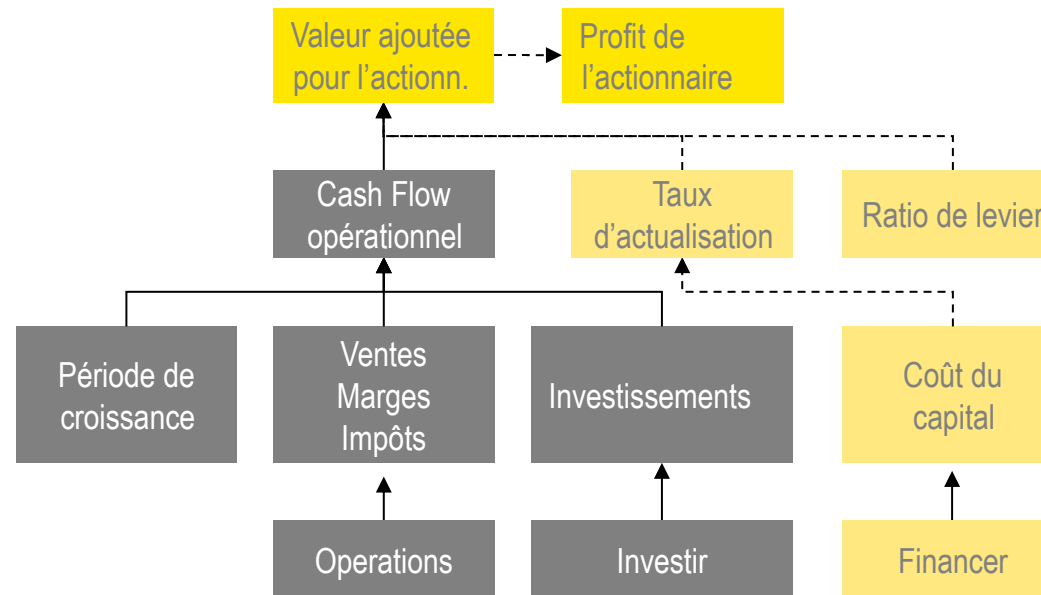 Valeur ajoutée
pour l'actionn.
Profit de
l'actionnaire
Cash Flow
opérationnel
Taux
d'actualisation
Ratio de levier
Période de
croissance
Ventes
Marges
Impôts
Investissements
Coût du
capital
Operations
Investir
Financer